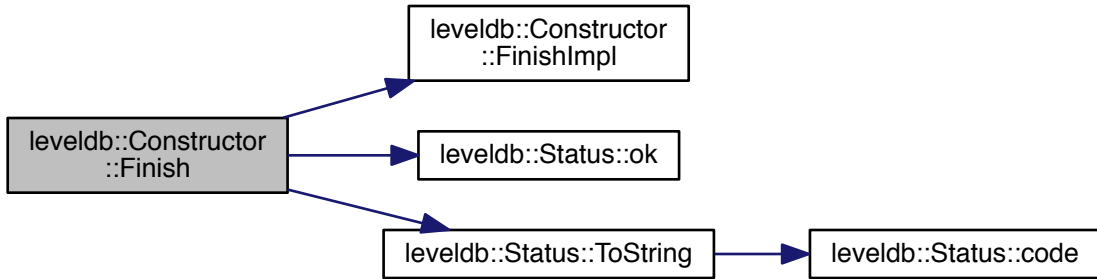 leveldb::Constructor
::FinishImpl
leveldb::Constructor
::Finish
leveldb::Status::ok
leveldb::Status::ToString
leveldb::Status::code